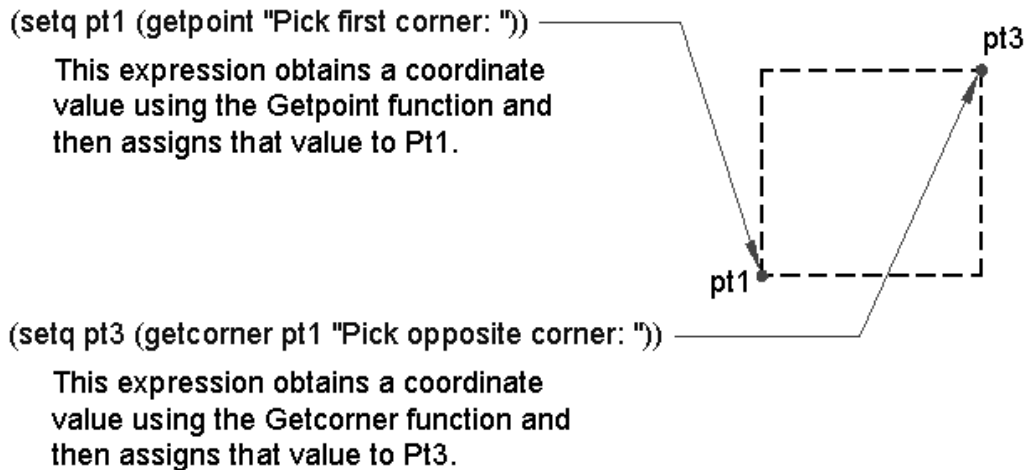 (setq pt1 (getpoint "Pick first corner: "))
pt3
This expression obtains a coordinate
value using the Getpoint function and
then assigns that value to Pt1.
pt1
(setq pt3 (getcorner pt1 "Pick opposite corner: "))
This expression obtains a coordinate
value using the Getcorner function and
then assigns that value to Pt3.